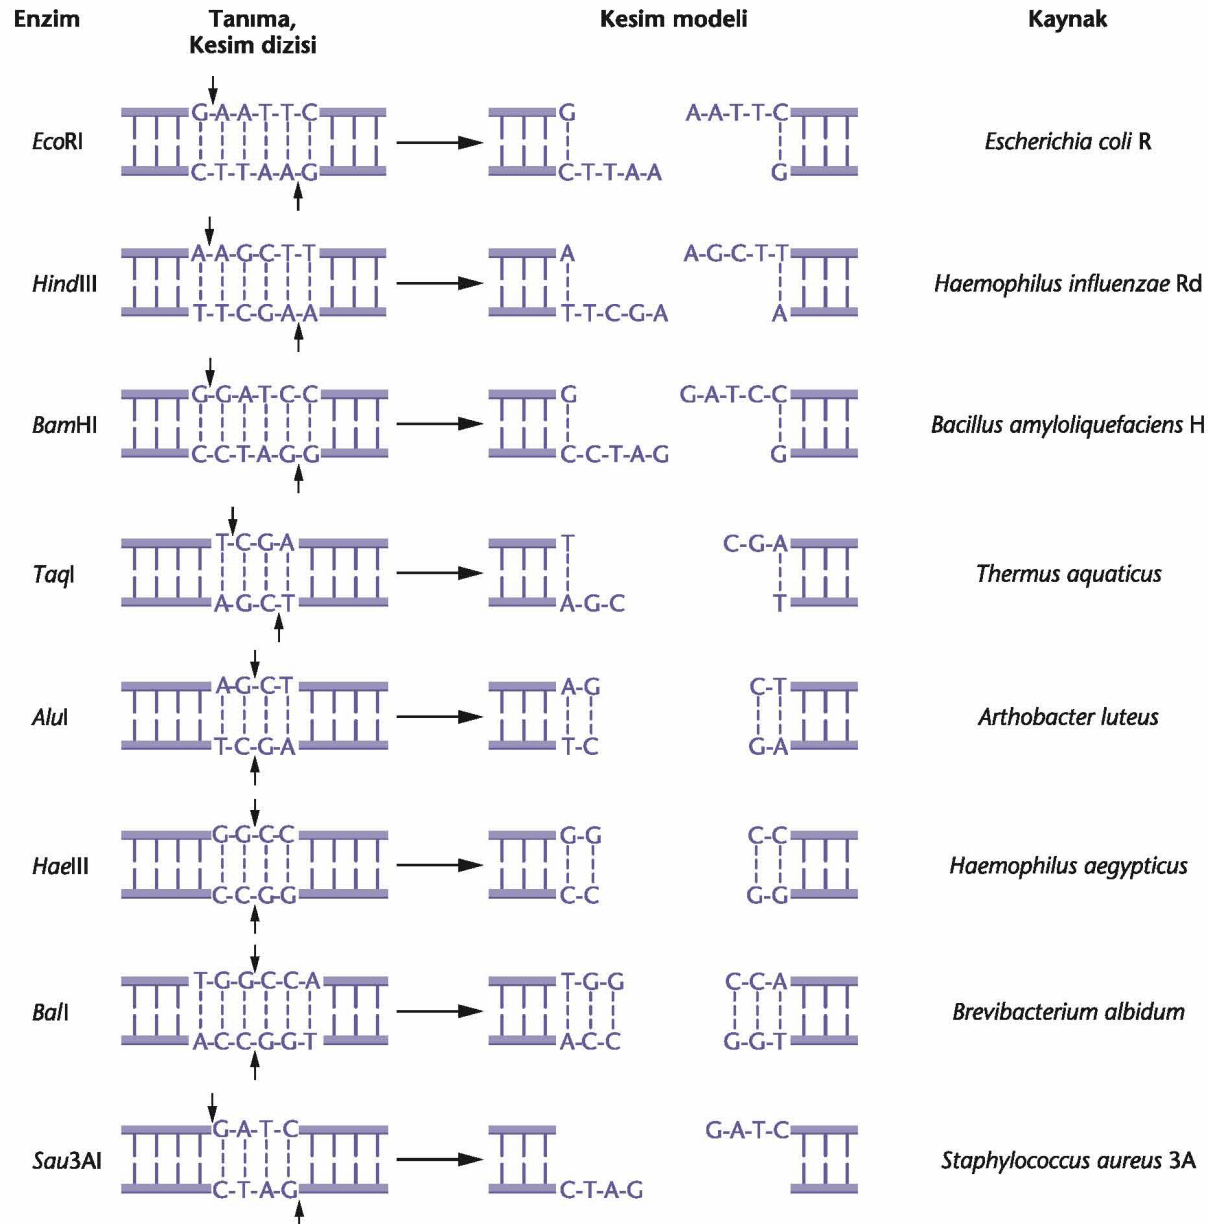 Enzim Tanıma, Kesim modeli Kaynak
Kesim dizisi
G-A-A-T-T-C G A-A-T-T-C
EcoRI Escherichia coli R
C-T-T-A-A-G C-T-T-A-A G
A-A-G-C-T-T A A-G-C-T-T
HindIII Haemophilus influenzae Rd
T-T-C-G-A-A T-T-C-G-A A
G-G-A-T-C-C G G-A-T-C-C
BamHI Bacillus amyloliquefaciens H
C-C-T-A-G-G C-C-T-A-G G
T-C-G-A T C-G-A
TaqI Thermus aquaticus
A-G-C-T A-G-C T
A-G-C-T A-G C-T
AluI Arthobacter luteus
T-C-G-A T-C G-A
G-G-C-C G-G C-C
HaeIII Haemophilus aegypticus
C-C-G-G C-C G-G
T-G-G-C-C-A T-G-G C-C-A
BalI Brevibacterium albidum
A-C-C-G-G-T A-C-C G-G-T
G-A-T-C G-A-T-C
Sau3AI Staphylococcus aureus 3A
C-T-A-G C-T-A-G